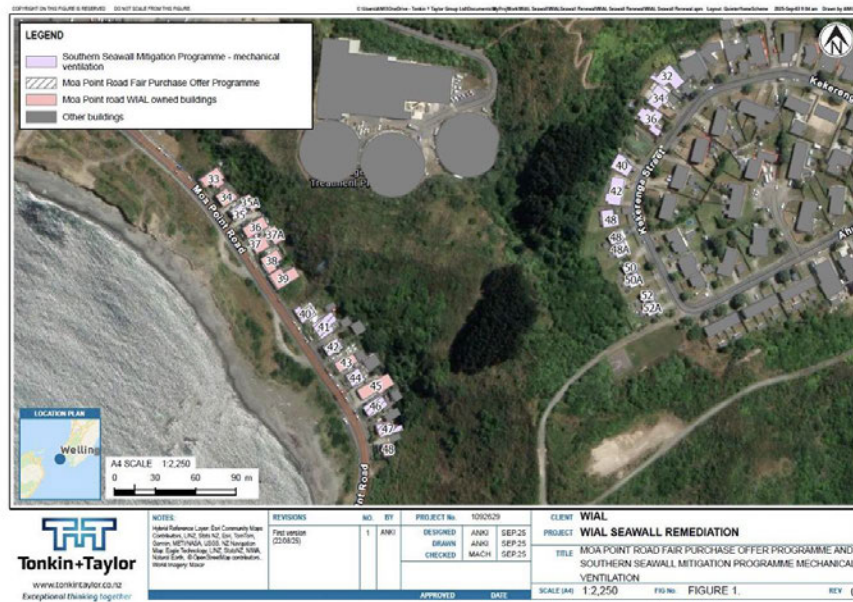 COPYRIGHT ON THIS FIGURE IS RESERVED DO NOT SCALE FROM THIS FIGURE
LEGEND
Southern Seawall Mitigation Programme - mechanical
ventilation
Moa Point Road Fair Purchase Offer Programme
Moa Point road WIAL owned buildings
Other buildings
N
32
34
36
40
42
48
48
48A
50
50A
52
52A
Kekerenga Street
Kekereng
Treatment P
33
34
35
35A
36
37A
37
38
39
Moa Point Road
40
41
42
43
44
45
46
47
48
nt Road
LOCATION PLAN
Welling
A4 SCALE 1:2,250
0 30 60 90 m
Tonkin+Taylor
www.tonkintaylor.co.nz
Exceptional thinking together
NOTES:
REVISIONS NO. BY
First version 1 ANKI
PROJECT No. 1092629
DESIGNED ANKI SEP.25
DRAWN ANKI SEP.25
CHECKED MACH SEP.25
APPROVED DATE
CLIENT WIAL
PROJECT WIAL SEAWALL REMEDIATION
TITLE MOA POINT ROAD FAIR PURCHASE OFFER PROGRAMME AND
SOUTHERN SEAWALL MITIGATION PROGRAMME MECHANICAL
VENTILATION
SCALE (A4) 1:2,250 FIG No. FIGURE 1. REV